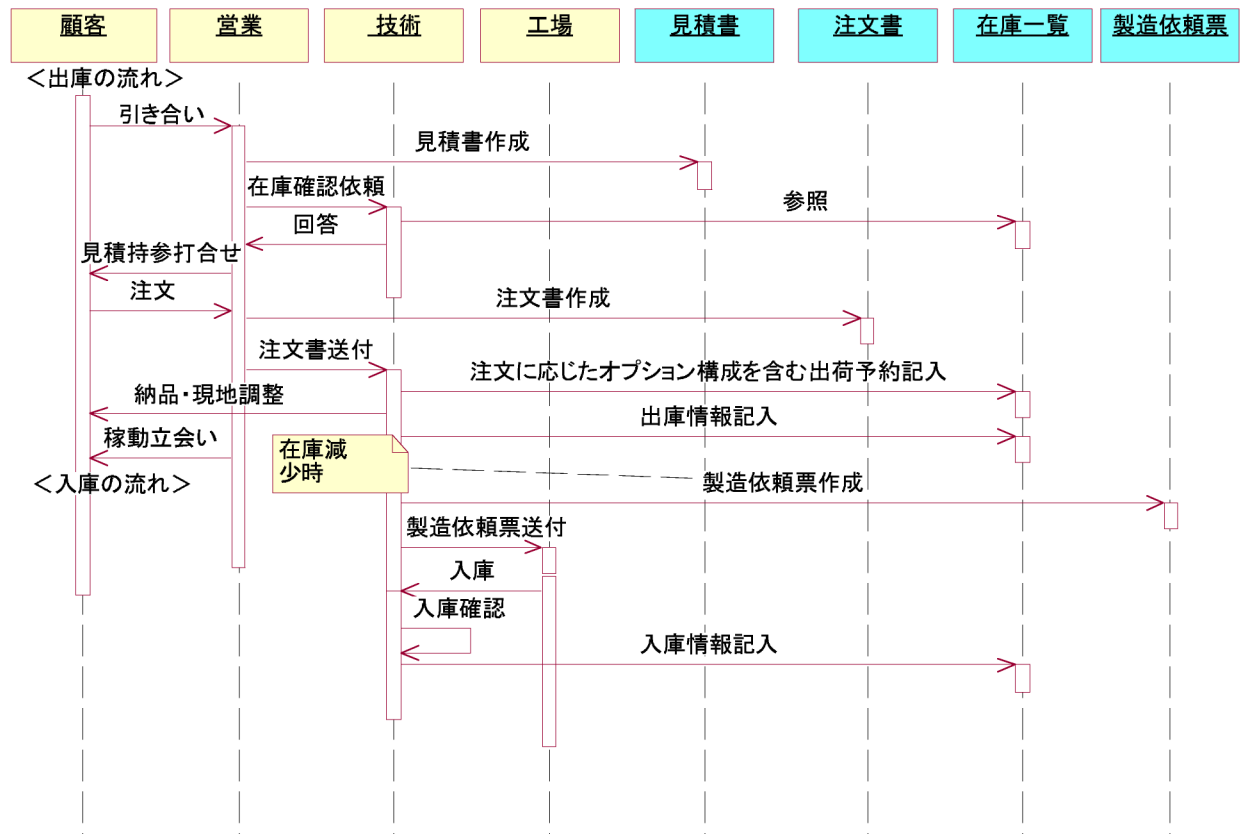 顧客
営業
技術
工場
見積書
注文書
在庫一覧
製造依頼票
＜出庫の流れ＞
引き合い
見積書作成
在庫確認依頼
参照
回答
見積持参打合せ
注文
注文書作成
注文書送付
注文に応じたオプション構成を含む出荷予約記入
納品・現地調整
出庫情報記入
稼動立会い
在庫減
少時
＜入庫の流れ＞
製造依頼票作成
製造依頼票送付
入庫
入庫確認
入庫情報記入